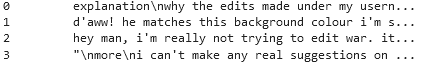 0 explanation\nwhy the edits made under my usern...
1 d'aww! he matches this background colour i'm s...
2 hey man, i'm really not trying to edit war. it...
3 "\nmore\ni can't make any real suggestions on ...